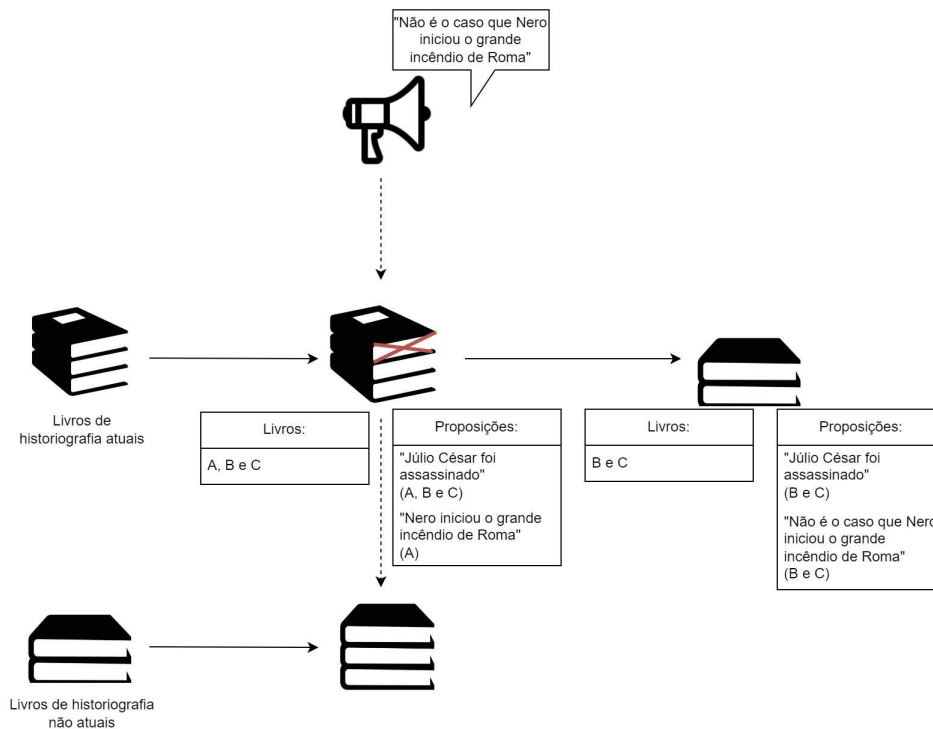 "Não é o caso que Nero
iniciou o grande
incêndio de Roma"
Livros de
historiografia atuais
Livros:
A, B e C
Proposições:
"Júlio César foi
assassinado"
(A, B e C)
"Nero iniciou o grande
incêndio de Roma"
(A)
Livros:
B e C
Proposições:
"Júlio César foi
assassinado"
(B e C)
"Não é o caso que Nero
iniciou o grande
incêndio de Roma"
(B e C)
Livros de historiografia
não atuais